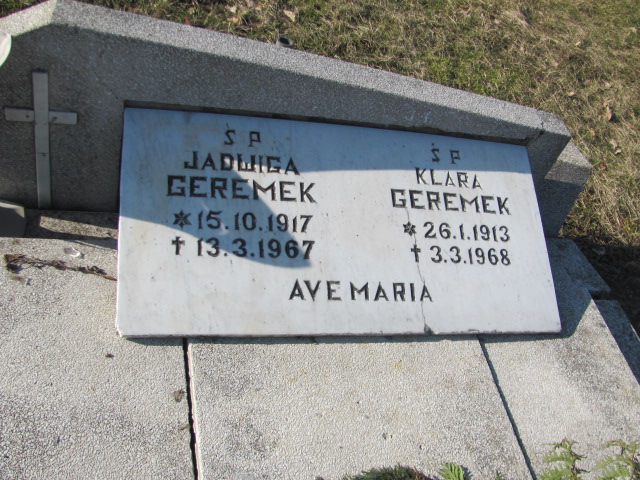 Ś P
JADWIGA
GEREMEK
* 15.10.1917
† 13.3.1967
Ś P
KLARA
GEREMEK
* 26.1.1913
† 3.3.1968
AVE MARIA